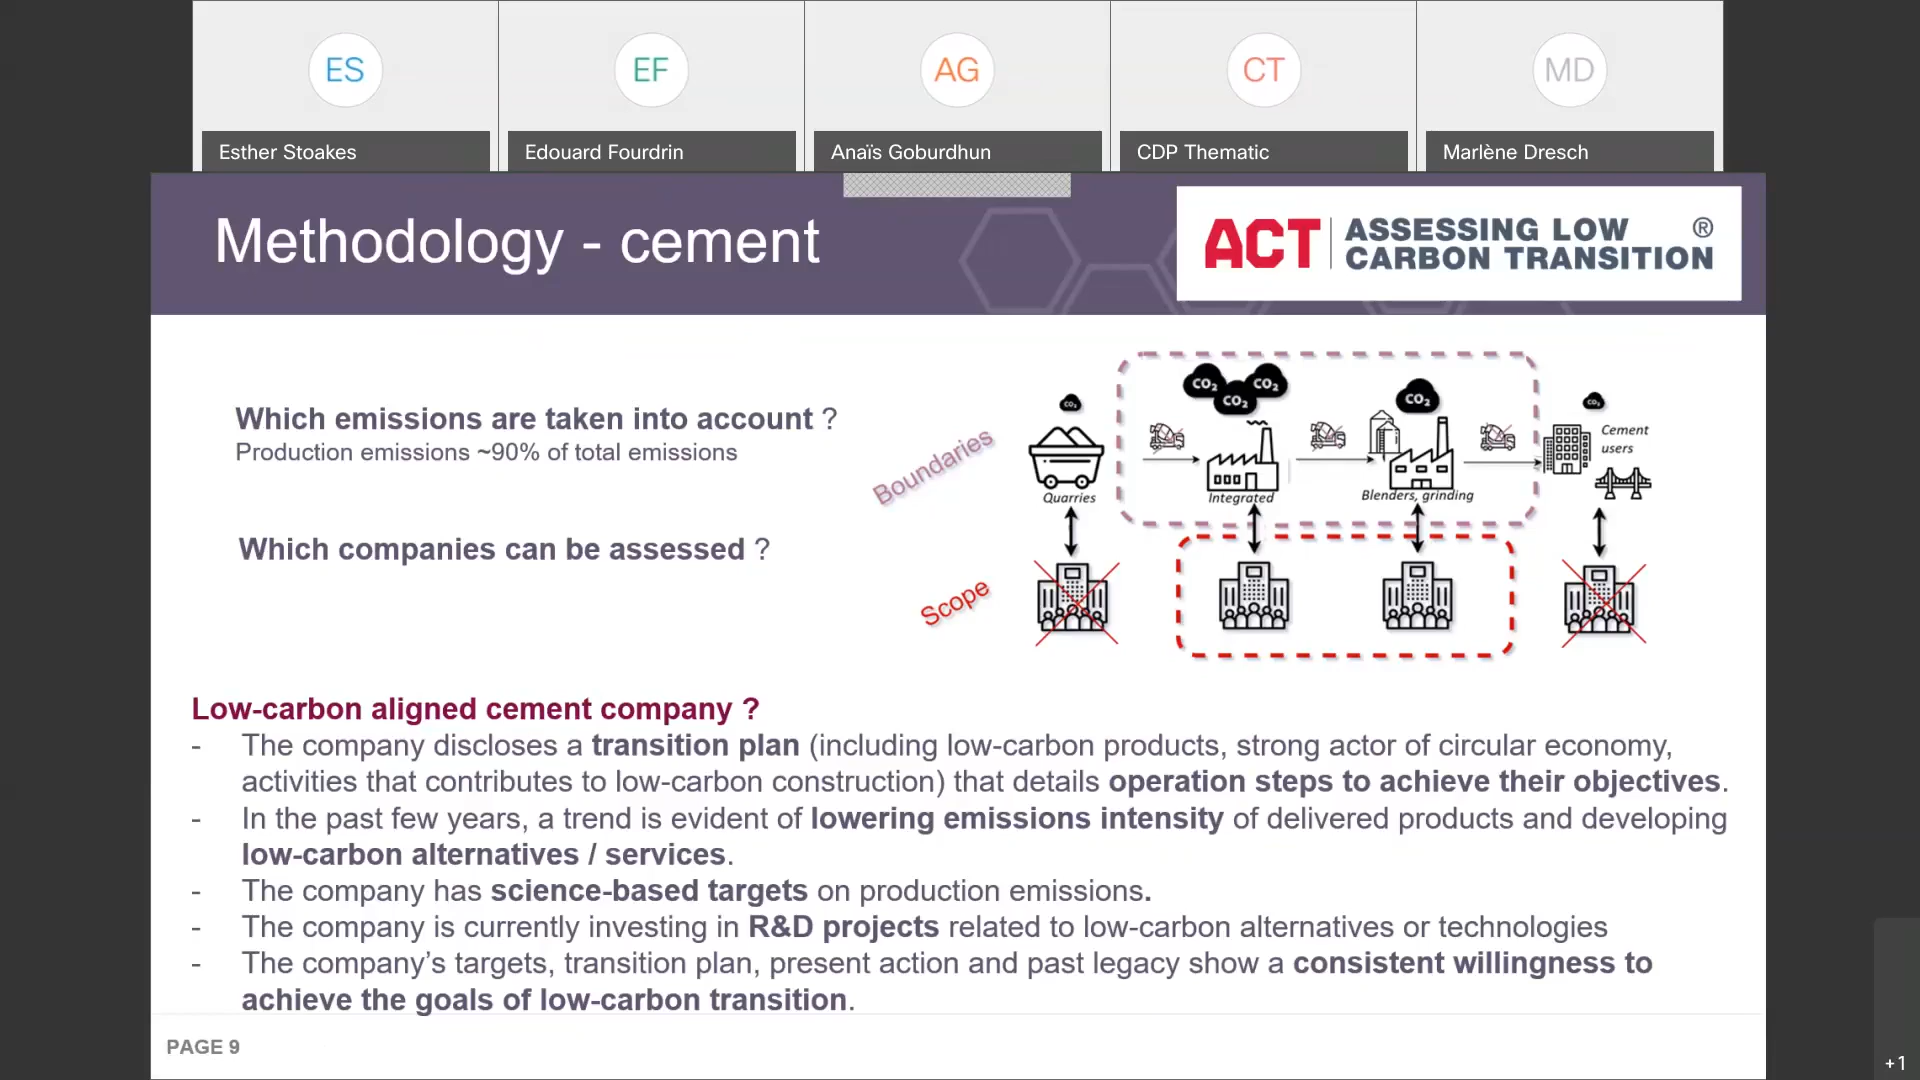 ES
EF
AG
CT
MD
Esther Stoakes
Edouard Fourdrin
Anaïs Goburdhun
CDP Thematic
Marlène Dresch
Methodology - cement
ACT
ASSESSING LOW ®
CARBON TRANSITION
Which emissions are taken into account ?
Production emissions ~90% of total emissions
Which companies can be assessed ?
Boundaries
Scope
CO2
CO2
CO2
CO2
CO2
CO2
Quarries
Integrated
Blenders, grinding
Cement
users
Low-carbon aligned cement company ?
- The company discloses a transition plan (including low-carbon products, strong actor of circular economy,
activities that contributes to low-carbon construction) that details operation steps to achieve their objectives.
- In the past few years, a trend is evident of lowering emissions intensity of delivered products and developing
low-carbon alternatives / services.
- The company has science-based targets on production emissions.
- The company is currently investing in R&D projects related to low-carbon alternatives or technologies
- The company’s targets, transition plan, present action and past legacy show a consistent willingness to
achieve the goals of low-carbon transition.
PAGE 9
+1